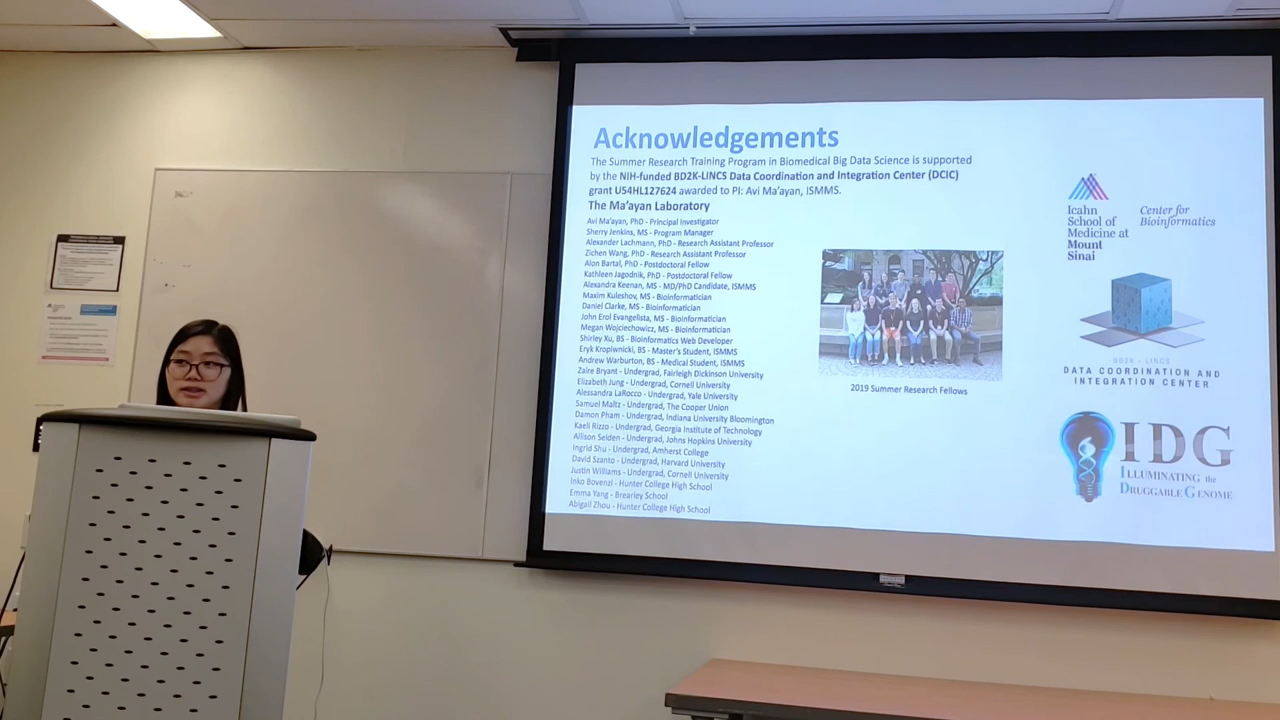 Acknowledgements
The Summer Research Training Program in Biomedical Big Data Science is supported
by the NIH-funded BD2K-LINCS Data Coordination and Integration Center (DCIC)
grant U54HL127624 awarded to PI: Avi Ma'ayan, ISMMS.
The Ma'ayan Laboratory
Avi Ma'ayan, PhD - Principal Investigator
Sherry Jenkins, MS - Program Manager
Alexander Lachmann, PhD - Research Assistant Professor
Zichen Wang, PhD - Research Assistant Professor
Alon Bartal, PhD - Postdoctoral Fellow
Kathleen Jagodnik, PhD - Postdoctoral Fellow
Alexandra Keenan, MS - MD/PhD Candidate, ISMMS
Maxim Kuleshov, MS - Bioinformatician
Daniel Clarke, MS - Bioinformatician
John Erol Evangelista, MS - Bioinformatician
Megan Wojciechowicz, MS - Bioinformatician
Shirley Xu, BS - Bioinformatics Web Developer
Eryk Kropiwnicki, BS - Master's Student, ISMMS
Andrew Warburton, BS - Medical Student, ISMMS
Zaire Bryant - Undergrad, Fairleigh Dickinson University
Elizabeth Jung - Undergrad, Cornell University
Alessandra LaRocco - Undergrad, Yale University
Samuel Maltz - Undergrad, The Cooper Union
Damon Pham - Undergrad, Indiana University Bloomington
Kaeli Rizzo - Undergrad, Georgia Institute of Technology
Allison Seiden - Undergrad, Johns Hopkins University
Ingrid Shu - Undergrad, Amherst College
David Szanto - Undergrad, Harvard University
Justin Williams - Undergrad, Cornell University
Inko Bovenzi - Hunter College High School
Emma Yang - Brearley School
Abigail Zhou - Hunter College High School
2019 Summer Research Fellows
Icahn
School of
Medicine at
Mount
Sinai
Center for
Bioinformatics
BD2K - LINCS
DATA COORDINATION AND
INTEGRATION CENTER
IDG
ILLUMINATING the
DRUGGABLE GENOME